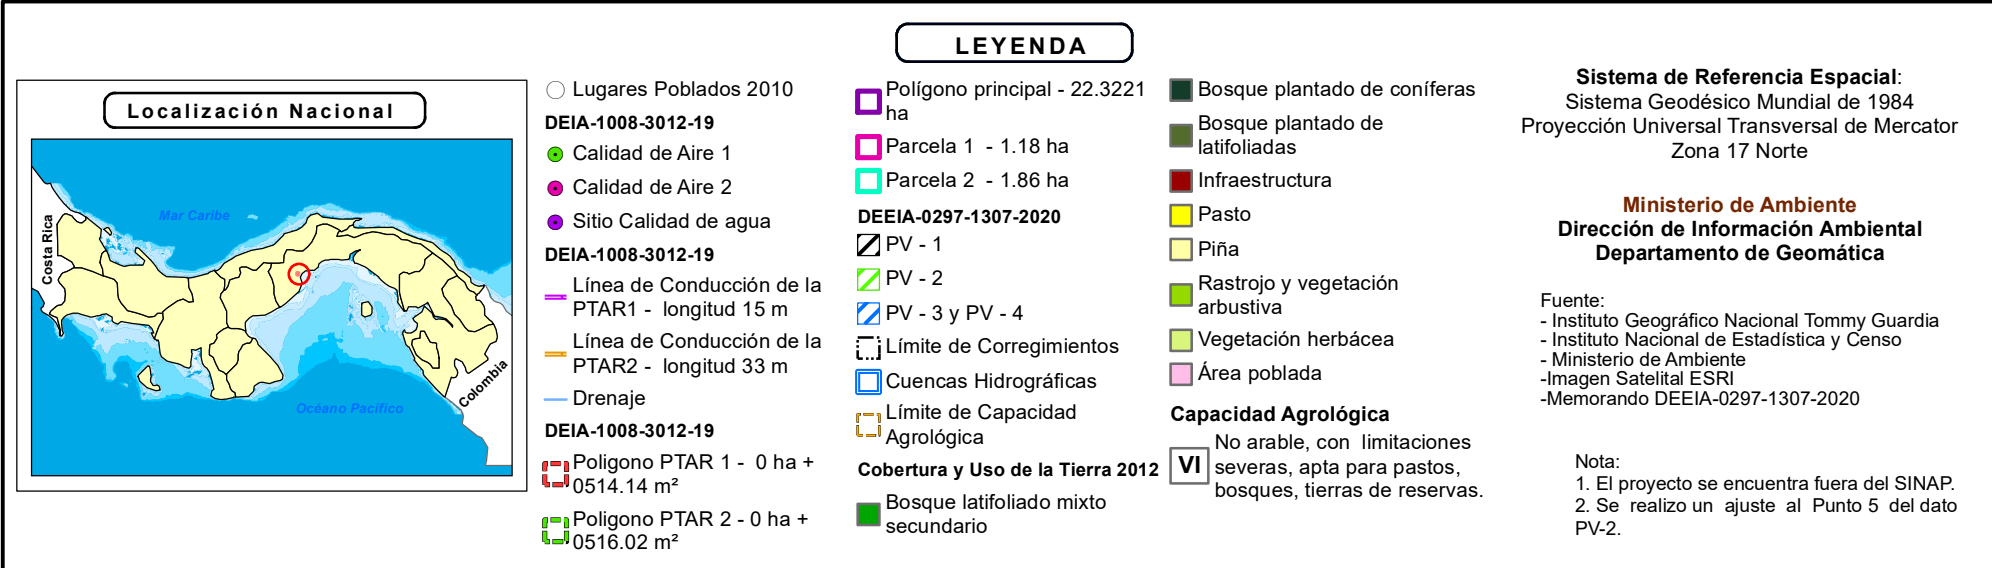 LEYENDA
Localización Nacional
Mar Caribe
Costa Rica
Colombia
Océano Pacífico
Lugares Poblados 2010
DEIA-1008-3012-19
Calidad de Aire 1
Calidad de Aire 2
Sitio Calidad de agua
DEIA-1008-3012-19
Línea de Conducción de la
PTAR1 - longitud 15 m
Línea de Conducción de la
PTAR2 - longitud 33 m
Drenaje
DEIA-1008-3012-19
Poligono PTAR 1 - 0 ha +
0514.14 m²
Poligono PTAR 2 - 0 ha +
0516.02 m²
Polígono principal - 22.3221
ha
Parcela 1 - 1.18 ha
Parcela 2 - 1.86 ha
DEEIA-0297-1307-2020
PV - 1
PV - 2
PV - 3 y PV - 4
Límite de Corregimientos
Cuencas Hidrográficas
Límite de Capacidad
Agrológica
Cobertura y Uso de la Tierra 2012
Bosque latifoliado mixto
secundario
Bosque plantado de coníferas
Bosque plantado de
latifoliadas
Infraestructura
Pasto
Piña
Rastrojo y vegetación
arbustiva
Vegetación herbácea
Área poblada
Capacidad Agrológica
VI
No arable, con limitaciones
severas, apta para pastos,
bosques, tierras de reservas.
Sistema de Referencia Espacial:
Sistema Geodésico Mundial de 1984
Proyección Universal Transversal de Mercator
Zona 17 Norte
Ministerio de Ambiente
Dirección de Información Ambiental
Departamento de Geomática
Fuente:
- Instituto Geográfico Nacional Tommy Guardia
- Instituto Nacional de Estadística y Censo
- Ministerio de Ambiente
-Imagen Satelital ESRI
-Memorando DEEIA-0297-1307-2020
Nota:
1. El proyecto se encuentra fuera del SINAP.
2. Se realizo un ajuste al Punto 5 del dato
PV-2.